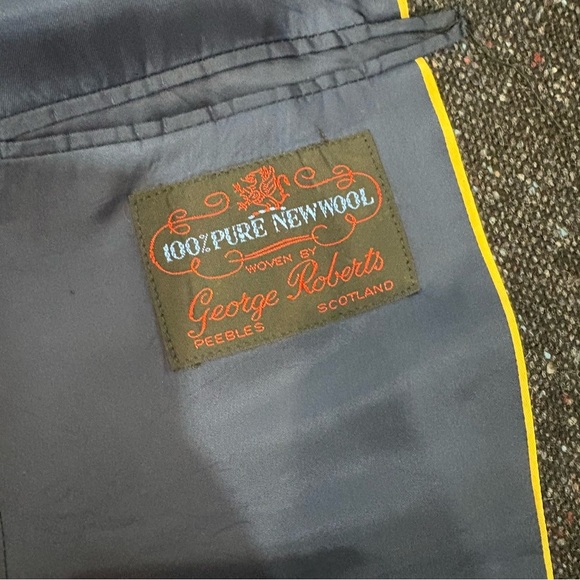 100% PURE NEW WOOL
WOVEN BY
George Roberts
PEEBLES SCOTLAND